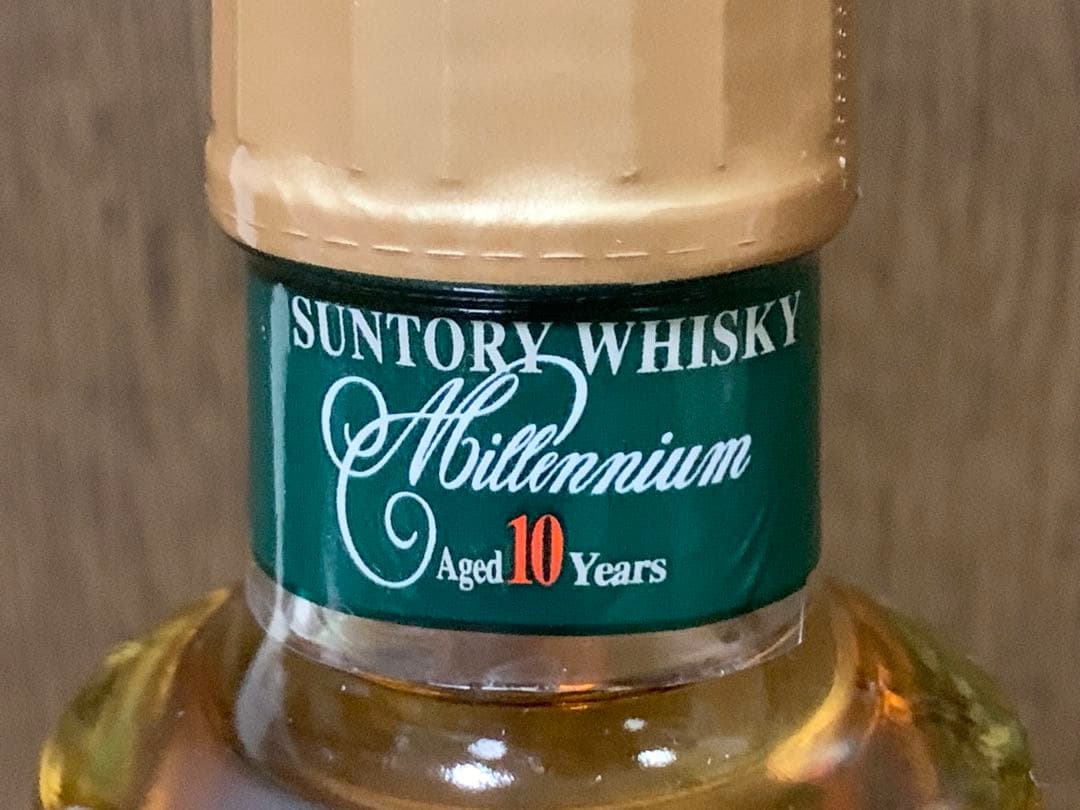 SUNTORY WHISKY
Millennium
Aged 10 Years